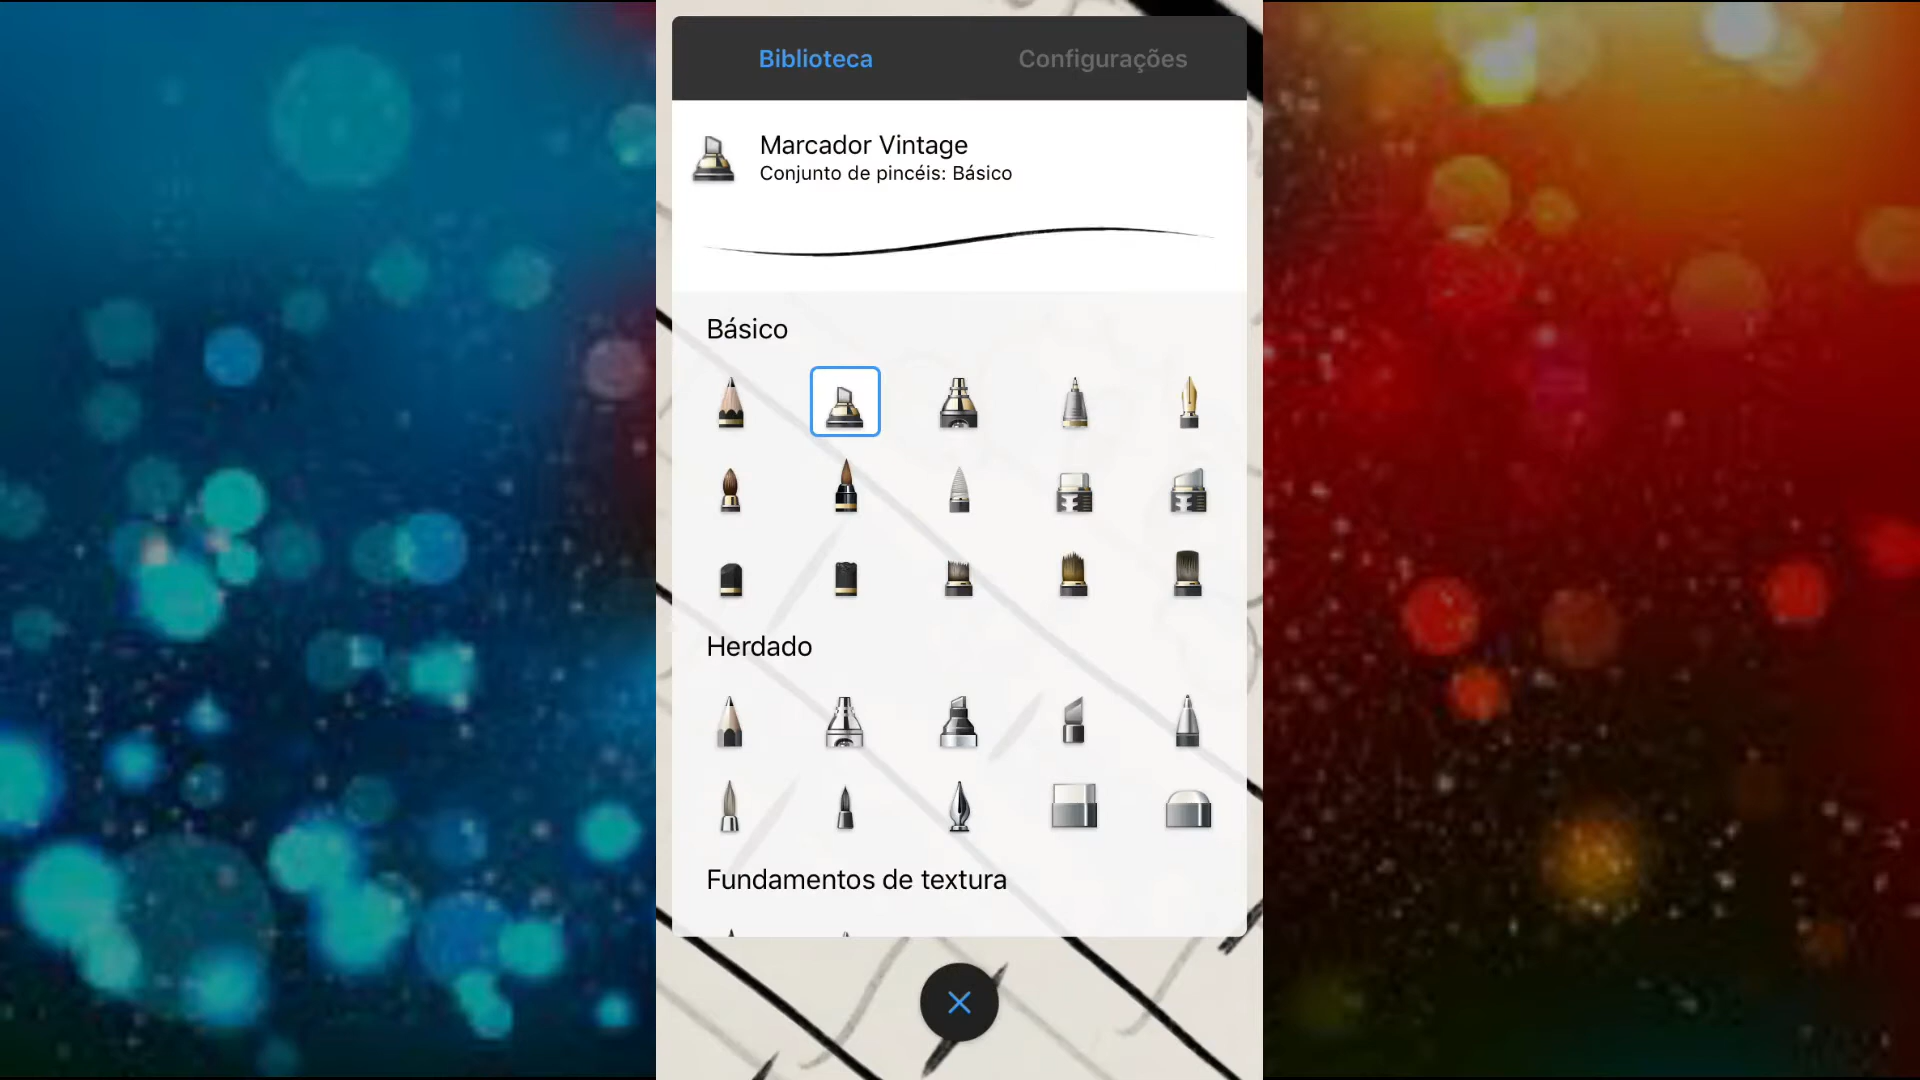 Biblioteca
Configurações
Marcador Vintage
Conjunto de pincéis: Básico
Básico
Herdado
Fundamentos de textura